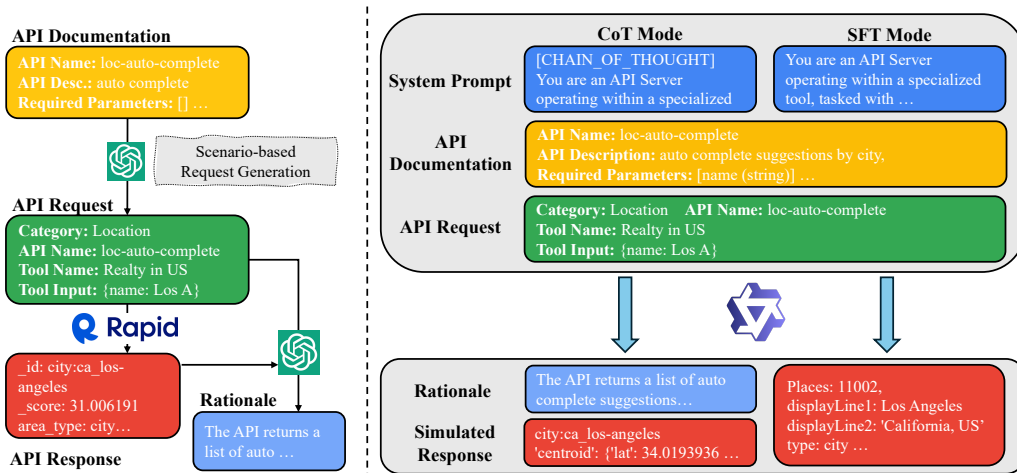 API Documentation
API Name: loc-auto-complete
API Desc.: auto complete
Required Parameters: [] …
Scenario-based
Request Generation
API Request
Category: Location
API Name: loc-auto-complete
Tool Name: Realty in US
Tool Input: {name: Los A}
Rapid
_id: city:ca_los-
angeles
_score: 31.006191
area_type: city…
API Response
Rationale
The API returns a
list of auto …
CoT Mode
SFT Mode
System Prompt
[CHAIN_OF_THOUGHT]
You are an API Server
operating within a specialized
You are an API Server
operating within a specialized
tool, tasked with …
API
Documentation
API Name: loc-auto-complete
API Description: auto complete suggestions by city,
Required Parameters: [name (string)] …
API Request
Category: Location API Name: loc-auto-complete
Tool Name: Realty in US
Tool Input: {name: Los A}
Rationale
The API returns a list of auto
complete suggestions…
Simulated
Response
city:ca_los-angeles
'centroid': {'lat': 34.0193936 …
Places: 11002,
displayLine1: Los Angeles
displayLine2: 'California, US’
type: city …